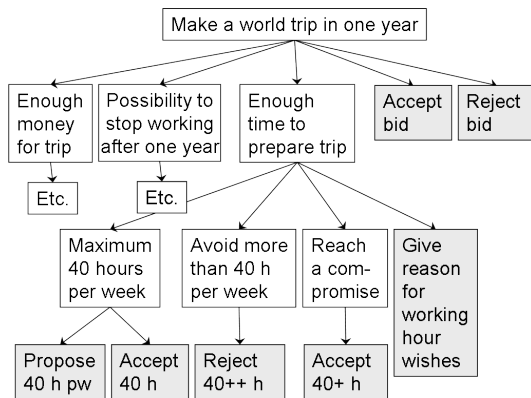 Make a world trip in one year
Enough
money
for trip
Possibility to
stop working
after one year
Enough
time to
prepare trip
Accept
bid
Reject
bid
Etc.
Etc.
Maximum
40 hours
per week
Avoid more
than 40 h
per week
Reach
a com-
promise
Give
reason
for
working
hour
wishes
Propose
40 h pw
Accept
40 h
Reject
40++ h
Accept
40+ h